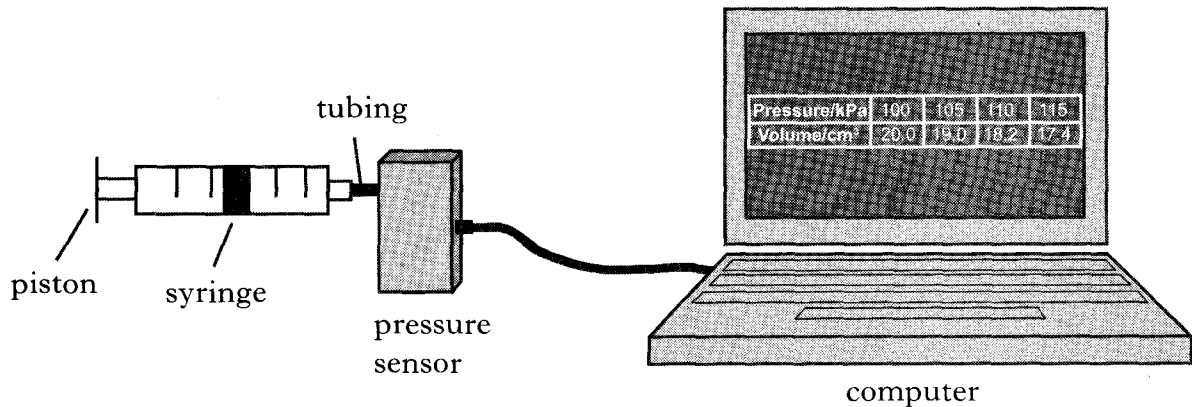 tubing
piston
syringe
pressure
sensor
Pressure/kPa 100 105 110 115
Volume/cm³ 20.0 19.0 18.2 17.4
computer